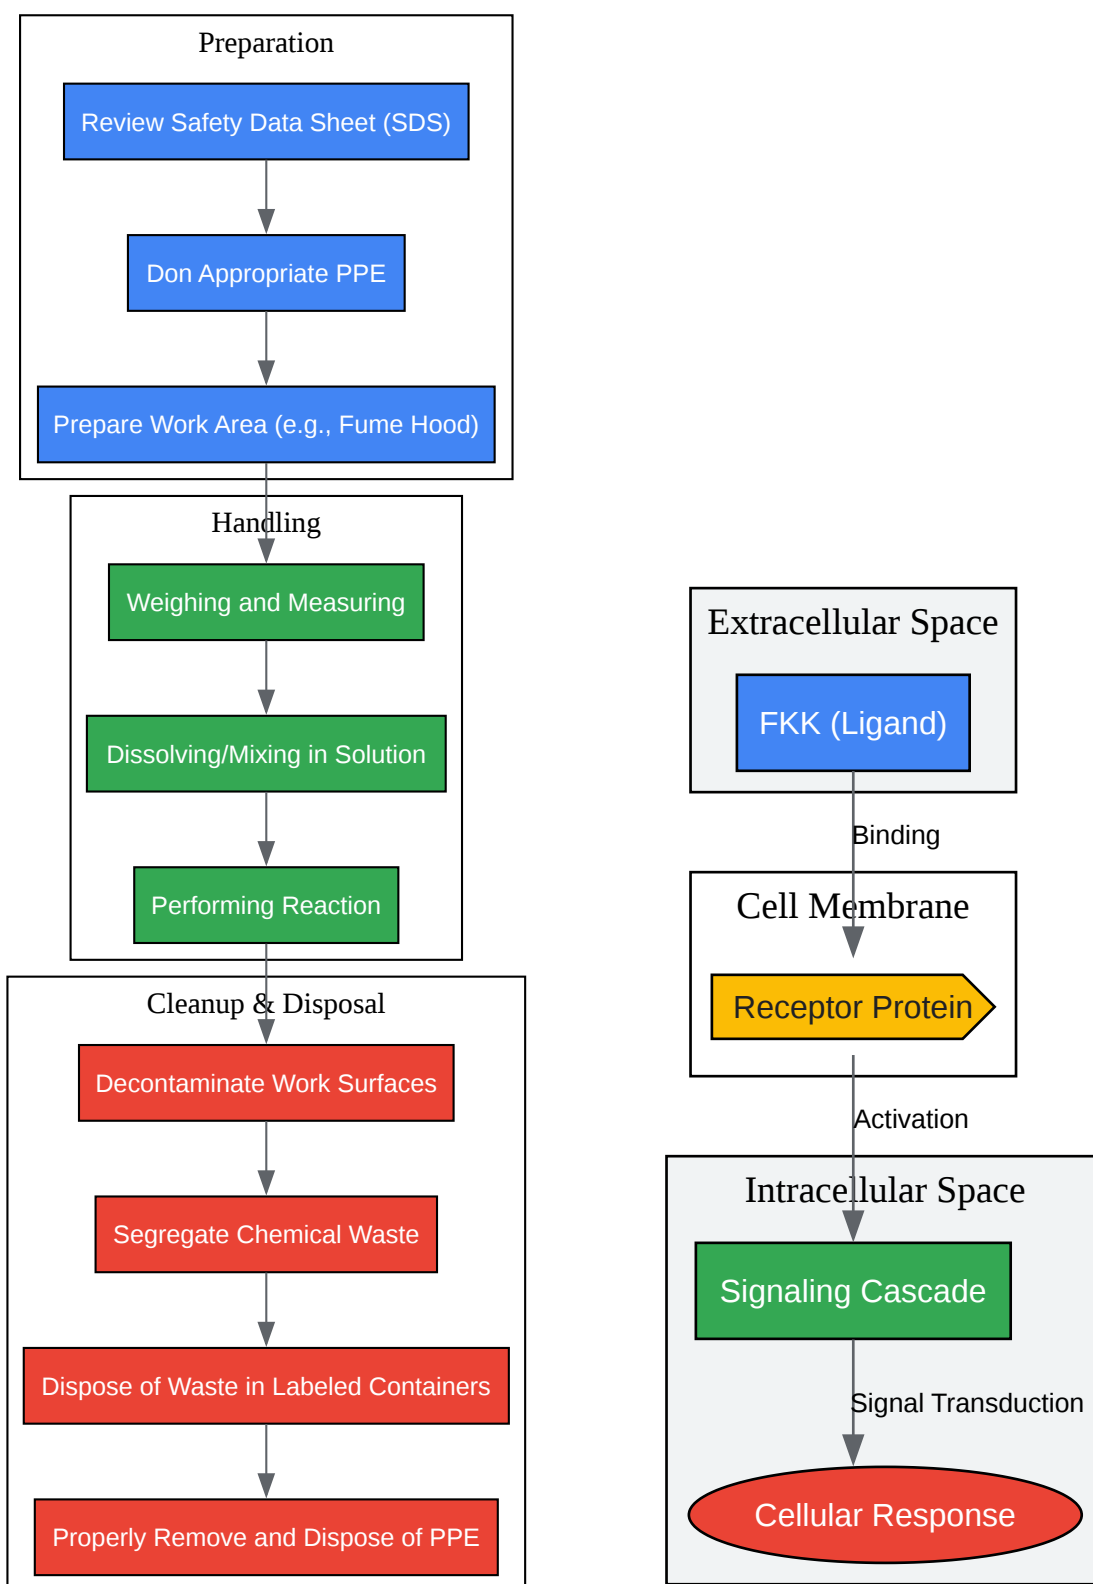 Preparation
Review Safety Data Sheet (SDS)
Don Appropriate PPE
Prepare Work Area (e.g., Fume Hood)
Handling
Weighing and Measuring
Dissolving/Mixing in Solution
Performing Reaction
Cleanup & Disposal
Decontaminate Work Surfaces
Segregate Chemical Waste
Dispose of Waste in Labeled Containers
Properly Remove and Dispose of PPE
Extracellular Space
FKK (Ligand)
Binding
Cell Membrane
Receptor Protein
Activation
Intracellular Space
Signaling Cascade
Signal Transduction
Cellular Response